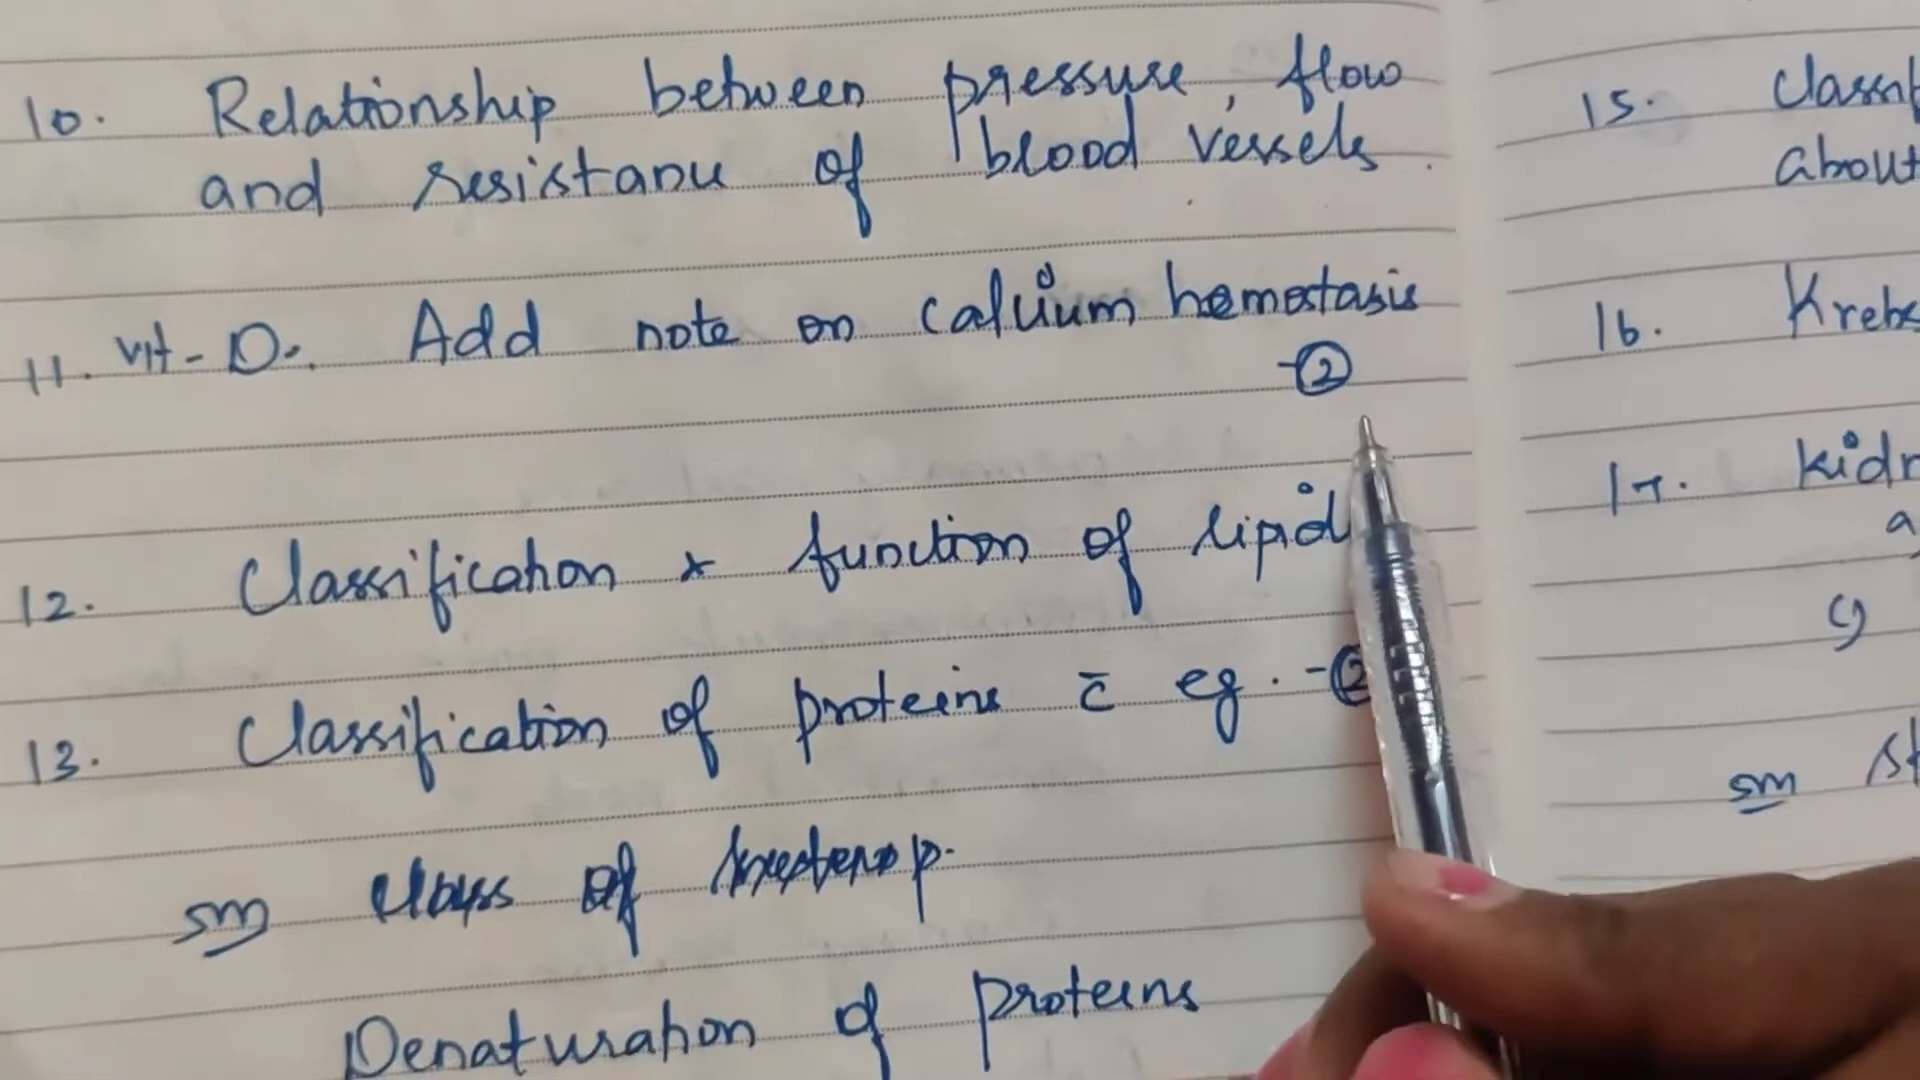 10. Relationship between pressure, flow
and resistance of blood vessels.
11. Vit-D. Add note on calcium hemostasis
-②
12. Classification & function of lipid
13. Classification of proteins c̄ eg. -②
sm Class of
Denaturation of proteins
15.
about
16. Krebs
17.
sm